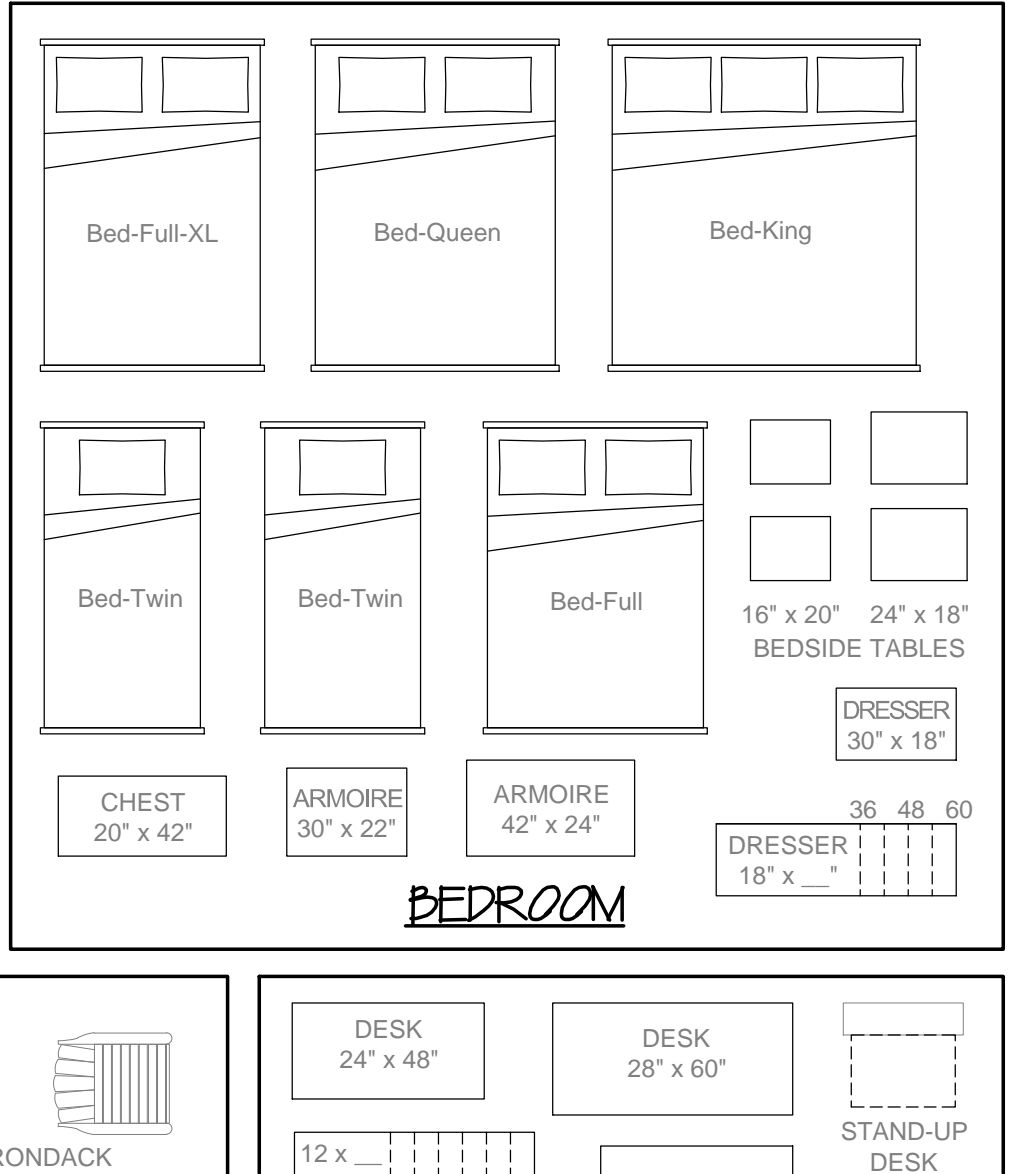 Bed-Full-XL
Bed-Queen
Bed-King
Bed-Twin
Bed-Twin
Bed-Full
16" x 20"
24" x 18"
BEDSIDE TABLES
DRESSER
30" x 18"
CHEST
20" x 42"
ARMOIRE
30" x 22"
ARMOIRE
42" x 24"
36 48 60
DRESSER
18" x __"
BEDROOM
DESK
24" x 48"
DESK
28" x 60"
STAND-UP
DESK
12 x __
RONDACK